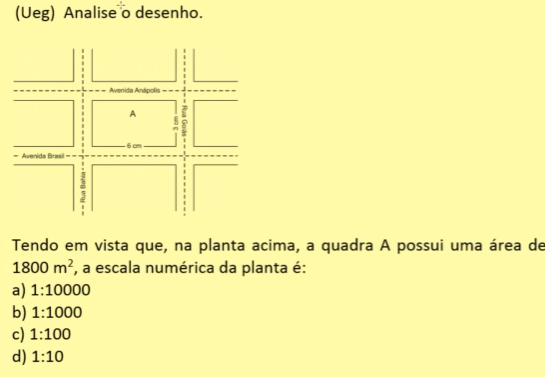 (Ueg) Analise o desenho.
Avenida Anápolis
A
3 cm
Rua Goiás
6 cm
Avenida Brasil
Rua Bahia
Tendo em vista que, na planta acima, a quadra A possui uma área de
1800 m², a escala numérica da planta é:
a) 1:10000
b) 1:1000
c) 1:100
d) 1:10